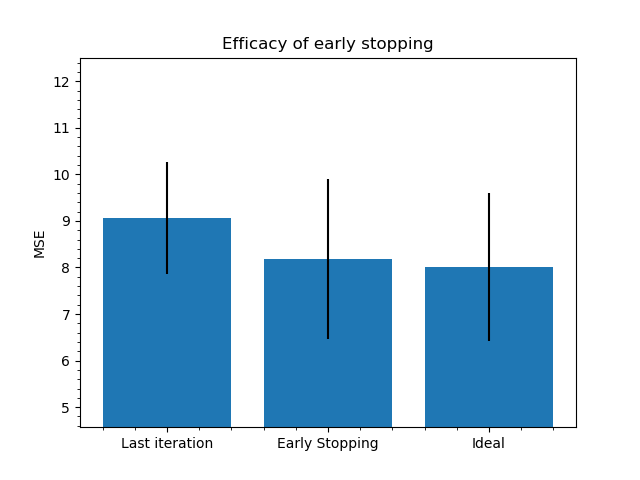 Efficacy of early stopping
12
11
10
9
8
7
6
5
MSE
Last iteration
Early Stopping
Ideal